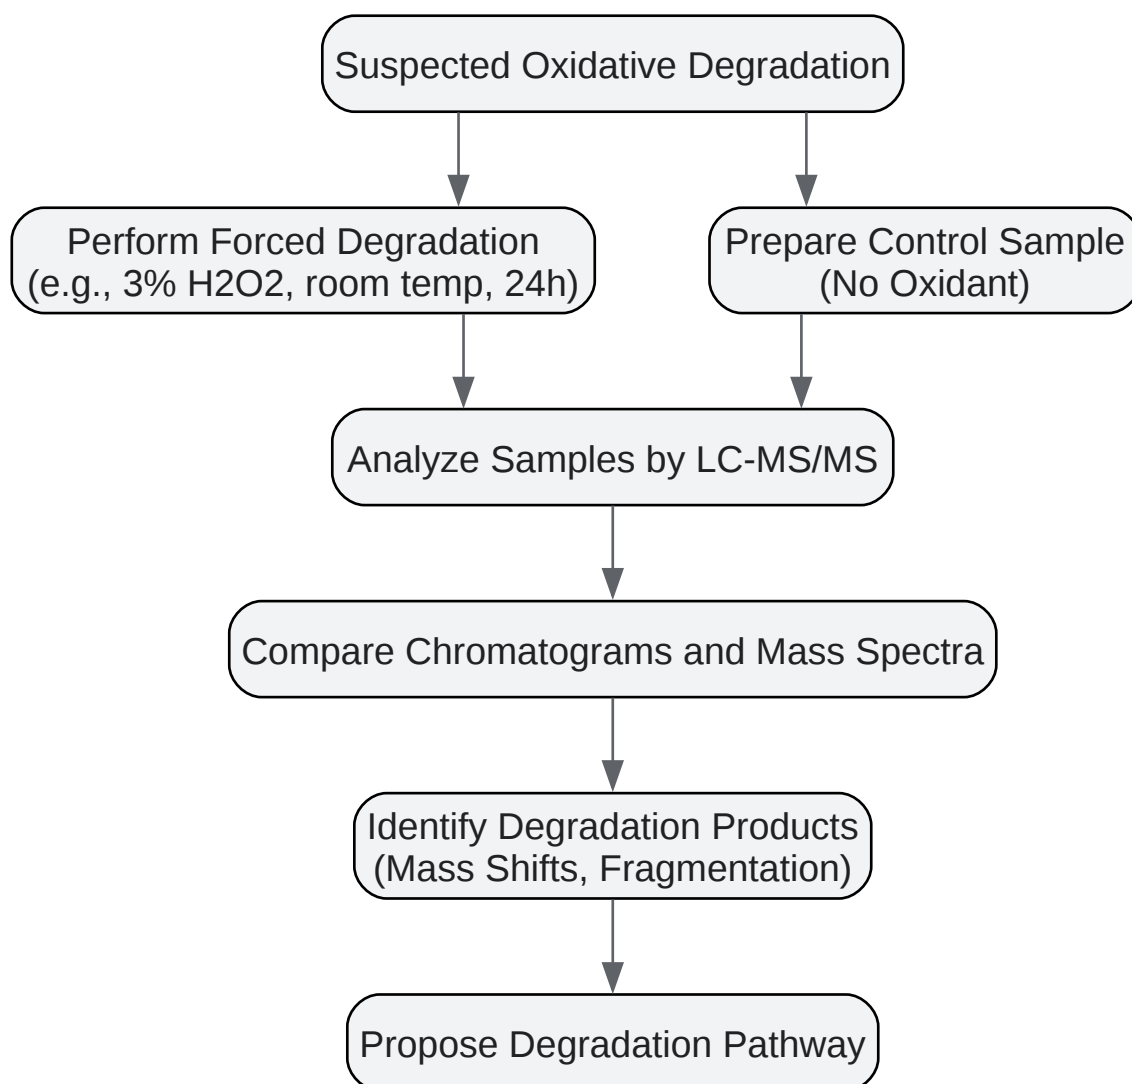 Suspected Oxidative Degradation
Perform Forced Degradation
(e.g., 3% H2O2, room temp, 24h)
Prepare Control Sample
(No Oxidant)
Analyze Samples by LC-MS/MS
Compare Chromatograms and Mass Spectra
Identify Degradation Products
(Mass Shifts, Fragmentation)
Propose Degradation Pathway